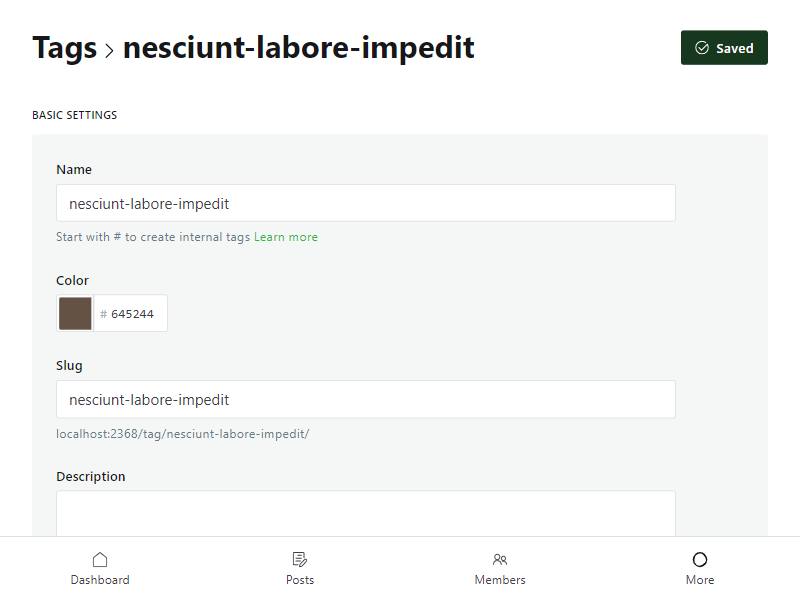 Tags > nesciunt-labore-impedit
Saved
BASIC SETTINGS
Name
nesciunt-labore-impedit
Start with # to create internal tags Learn more
Color
# 645244
Slug
nesciunt-labore-impedit
localhost:2368/tag/nesciunt-labore-impedit/
Description
Dashboard
Posts
Members
More